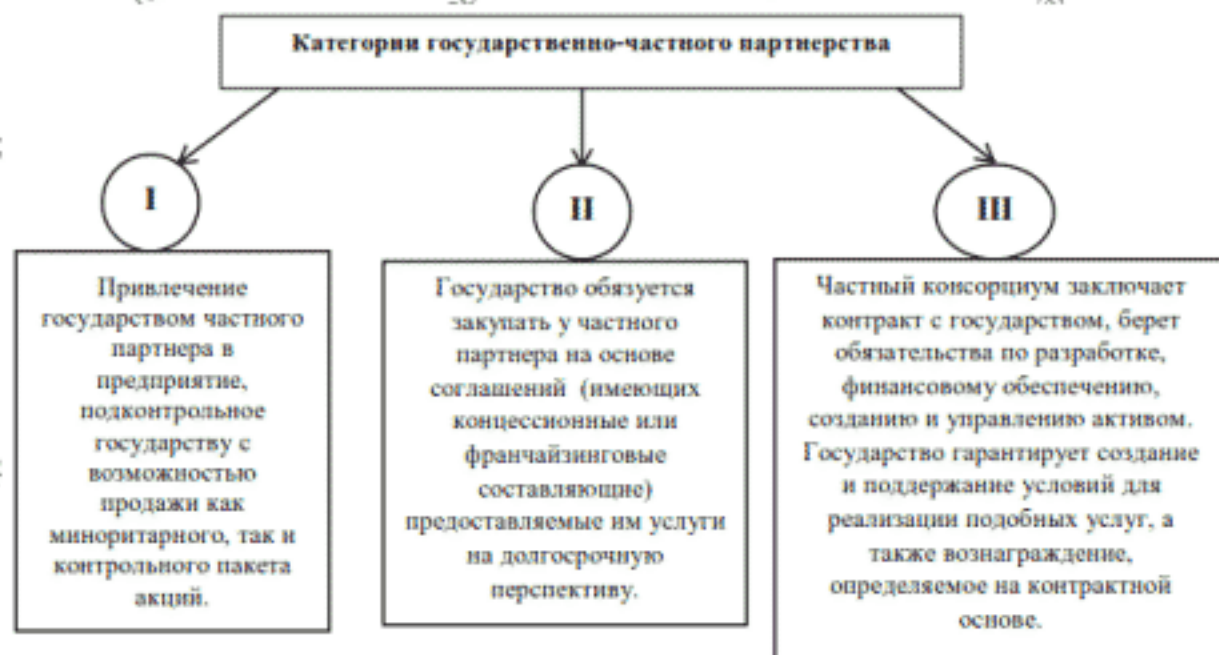 Категории государственно-частного партнерства
I
Привлечение
государством частного
партнера в
предприятие,
подконтрольное
государству с
возможностью
продажи как
миноритарного, так и
контрольного пакета
акций.
II
Государство обязуется
закупать у частного
партнера на основе
соглашений (имеющих
концессионные или
франчайзинговые
составляющие)
предоставляемые им услуги
на долгосрочную
перспективу.
III
Частный консорциум заключает
контракт с государством, берет
обязательства по разработке,
финансовому обеспечению,
созданию и управлению активом.
Государство гарантирует создание
и поддержание условий для
реализации подобных услуг, а
также вознаграждение,
определяемое на контрактной
основе.